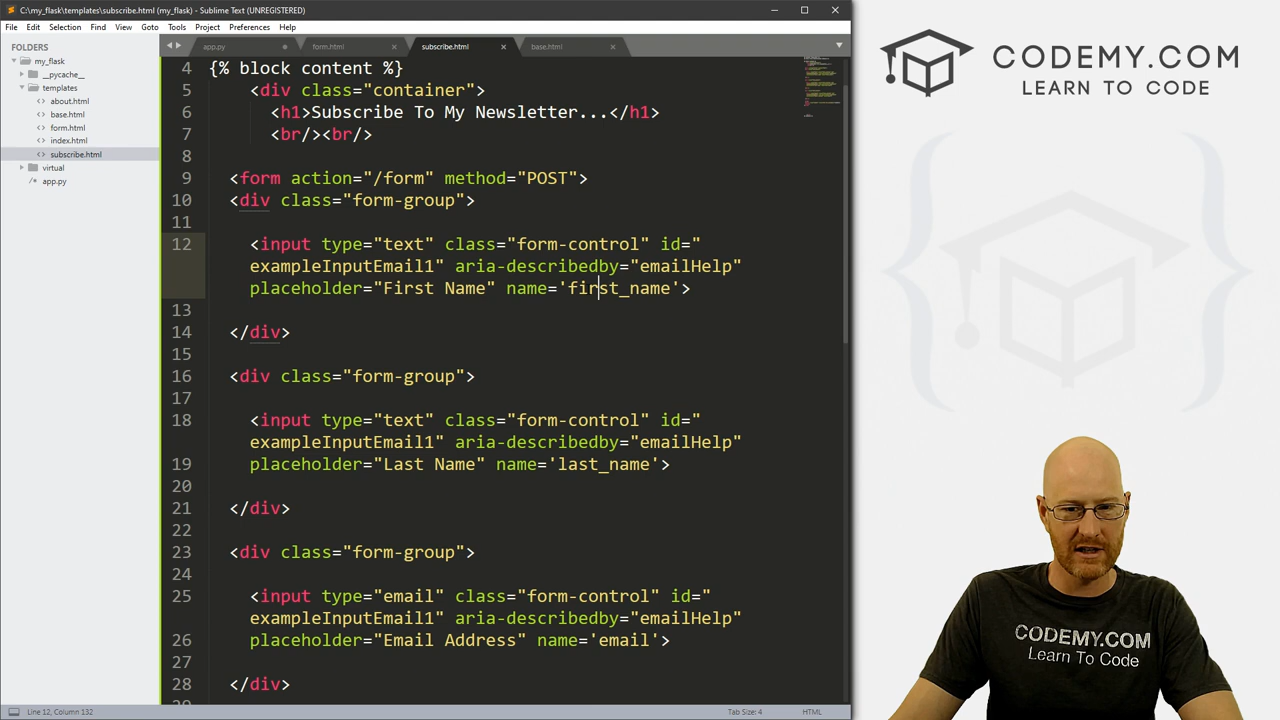 C:\my_flask\templates\subscribe.html (my_flask) - Sublime Text (UNREGISTERED)
File Edit Selection Find View Goto Tools Project Preferences Help
FOLDERS
my_flask
__pycache__
templates
about.html
base.html
form.html
index.html
subscribe.html
virtual
app.py
app.py form.html subscribe.html base.html
4 {% block content %}
5 <div class="container">
6 <h1>Subscribe To My Newsletter...</h1>
7 <br/><br/>
8
9 <form action="/form" method="POST">
10 <div class="form-group">
11
12 <input type="text" class="form-control" id="
exampleInputEmail1" aria-describedby="emailHelp"
placeholder="First Name" name='first_name'>
13
14 </div>
15
16 <div class="form-group">
17
18 <input type="text" class="form-control" id="
exampleInputEmail1" aria-describedby="emailHelp"
19 placeholder="Last Name" name='last_name'>
20
21 </div>
22
23 <div class="form-group">
24
25 <input type="email" class="form-control" id="
exampleInputEmail1" aria-describedby="emailHelp"
26 placeholder="Email Address" name='email'>
27
28 </div>
Line 12, Column 132
Tab Size: 4
HTML
CODEMY.COM
LEARN TO CODE
CODEMY.COM
Learn To Code